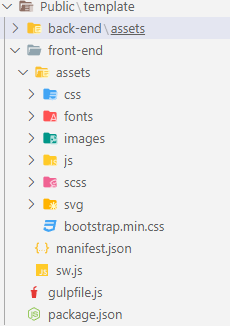 Public\template
back-end\assets
front-end
assets
css
fonts
images
js
scss
svg
bootstrap.min.css
manifest.json
sw.js
gulpfile.js
package.json